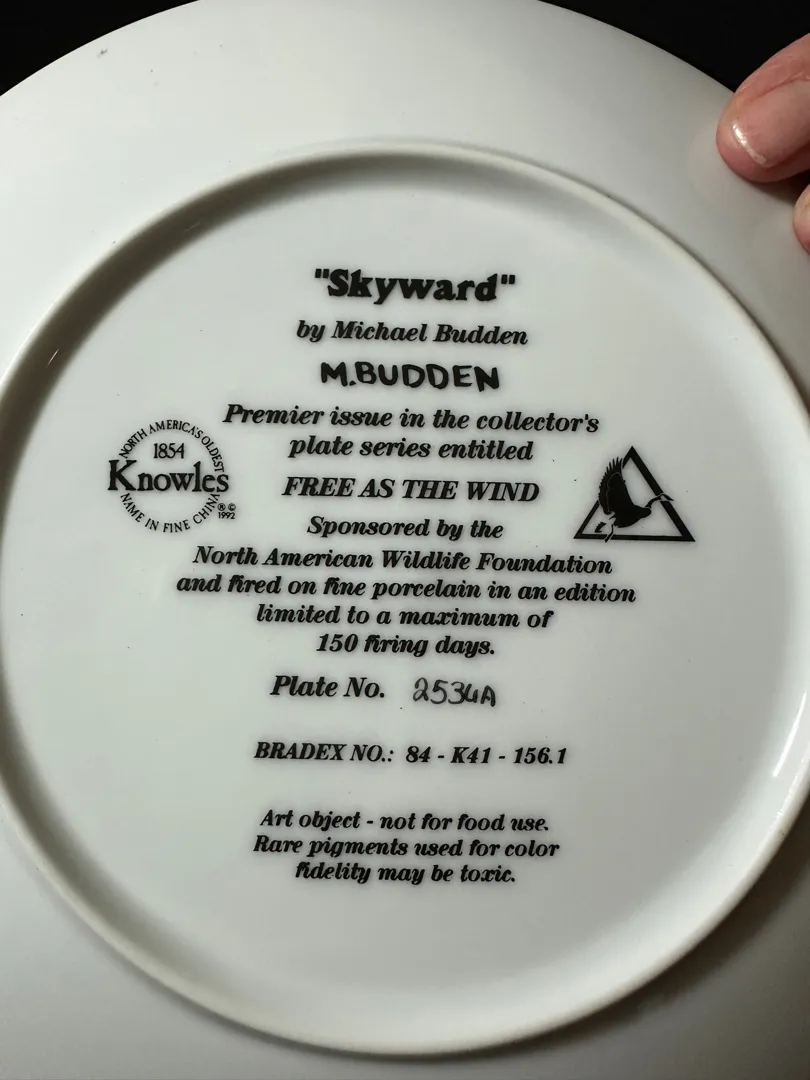 "Skyward"
by Michael Budden
M.BUDDEN
Premier issue in the collector's
plate series entitled
FREE AS THE WIND
Sponsored by the
North American Wildlife Foundation
and fired on fine porcelain in an edition
limited to a maximum of
150 firing days.
NORTH AMERICA'S OLDEST
1854
Knowles
NAME IN FINE CHINA
®©
1992
Plate No. 2534A
BRADEX NO.: 84 - K41 - 156.1
Art object - not for food use.
Rare pigments used for color
fidelity may be toxic.